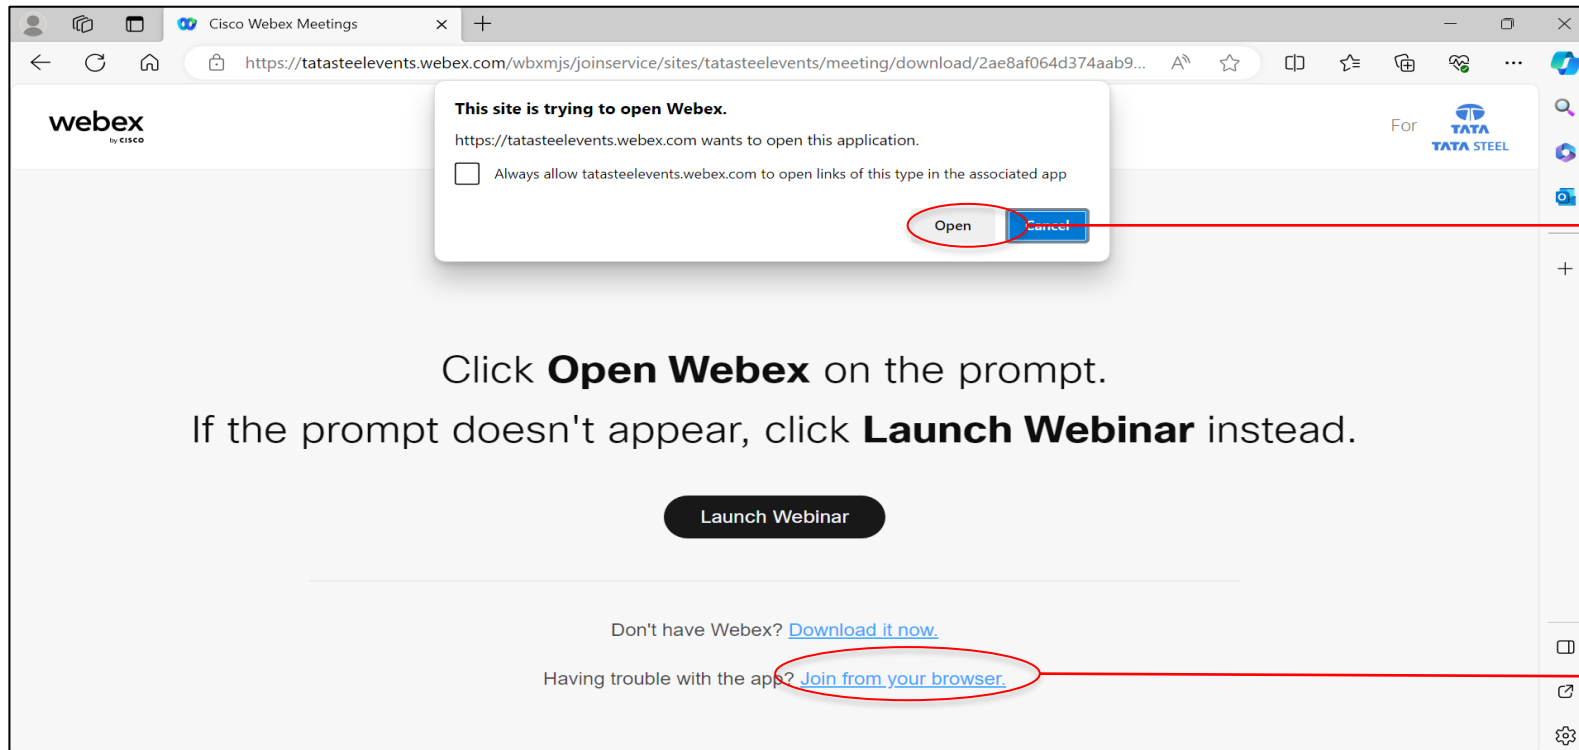 Cisco Webex Meetings
https://tatasteelevents.webex.com/wbxmjs/joinservice/sites/tatasteelevents/meeting/download/2ae8af064d374aab9...
This site is trying to open Webex.
https://tatasteelevents.webex.com wants to open this application.
Always allow tatasteelevents.webex.com to open links of this type in the associated app
Open
Cancel
webex
by CISCO
For
TATA
TATA STEEL
Click Open Webex on the prompt.
If the prompt doesn't appear, click Launch Webinar instead.
Launch Webinar
Don't have Webex? Download it now.
Having trouble with the app? Join from your browser.